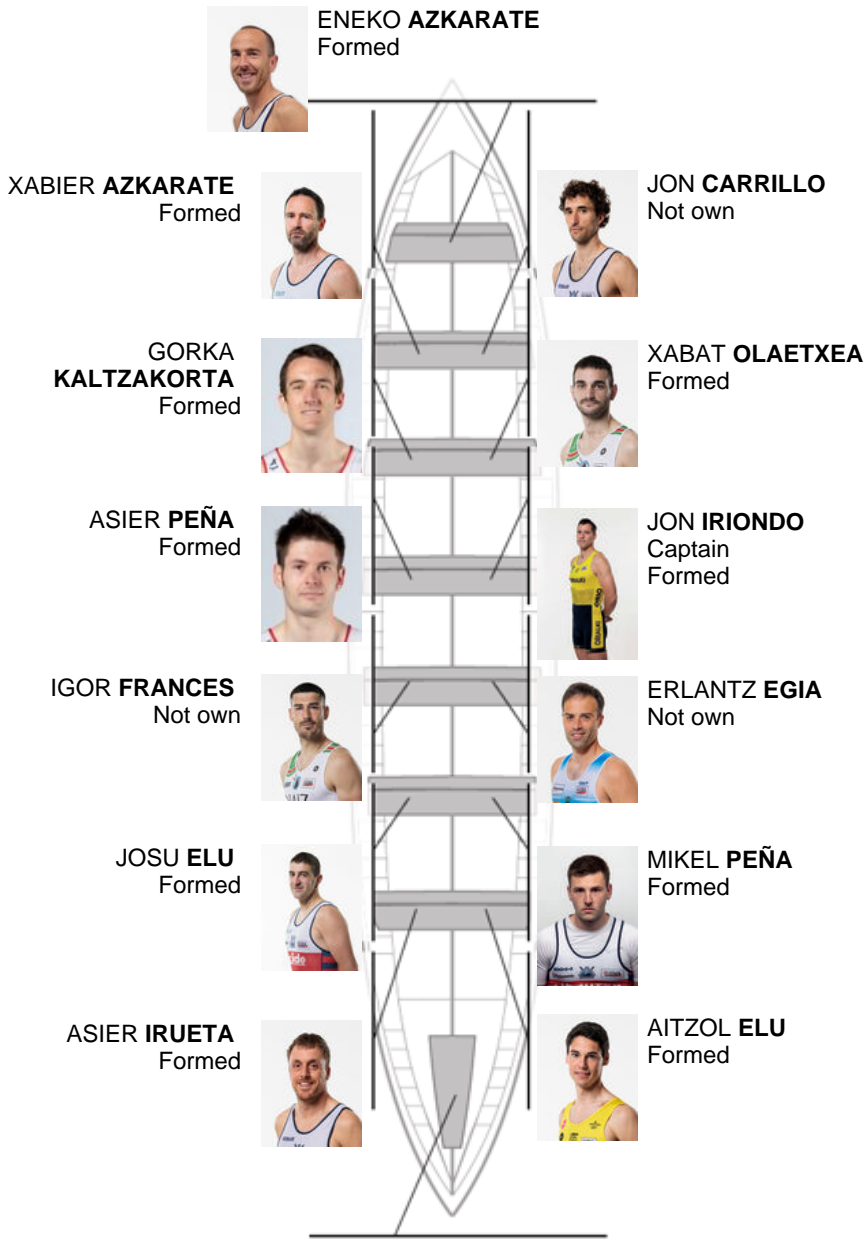 ENEKO AZKARATE
Formed
XABIER AZKARATE
Formed
JON CARRILLO
Not own
GORKA
KALTZAKORTA
Formed
XABAT OLAETXEA
Formed
ASIER PEÑA
Formed
JON IRIONDO
Captain
Formed
IGOR FRANCES
Not own
ERLANTZ EGIA
Not own
JOSU ELU
Formed
MIKEL PEÑA
Formed
ASIER IRUETA
Formed
AITZOL ELU
Formed